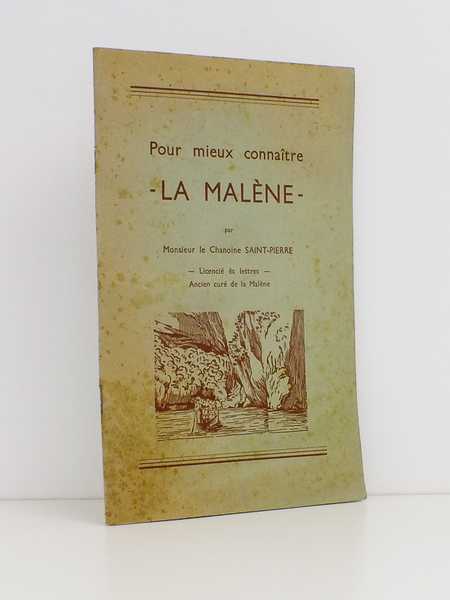 Pour mieux connaître
- LA MALÈNE -
par
Monsieur le Chanoine SAINT-PIERRE
— Licencié ès lettres —
Ancien curé de la Malène